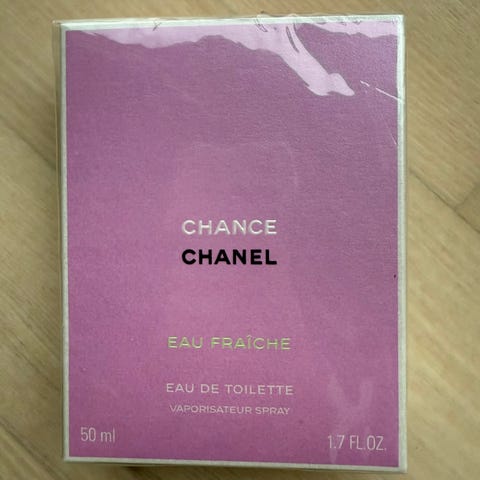 CHANCE
CHANEL
EAU FRAÎCHE
EAU DE TOILETTE
VAPORISATEUR SPRAY
50 ml 1.7 FL.OZ.